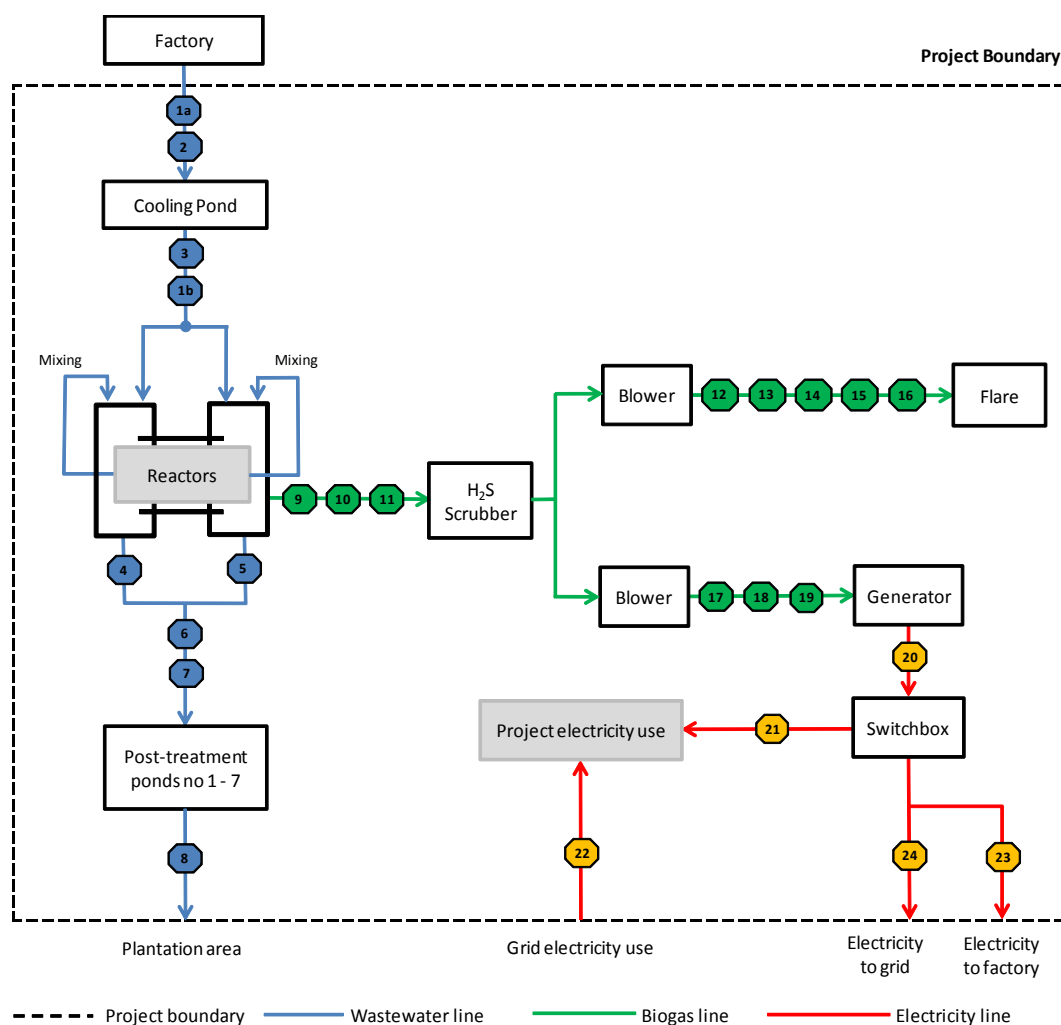 Factory
Project Boundary
1a
2
Cooling Pond
3
1b
Mixing
Mixing
Reactors
4
5
6
7
Post-treatment
ponds no 1 - 7
8
Plantation area
9
10
11
H₂S
Scrubber
Blower
12
13
14
15
16
Flare
Blower
17
18
19
Generator
20
Switchbox
21
Project electricity use
22
24
23
Grid electricity use
Electricity
to grid
Electricity
to factory
Project boundary
Wastewater line
Biogas line
Electricity line